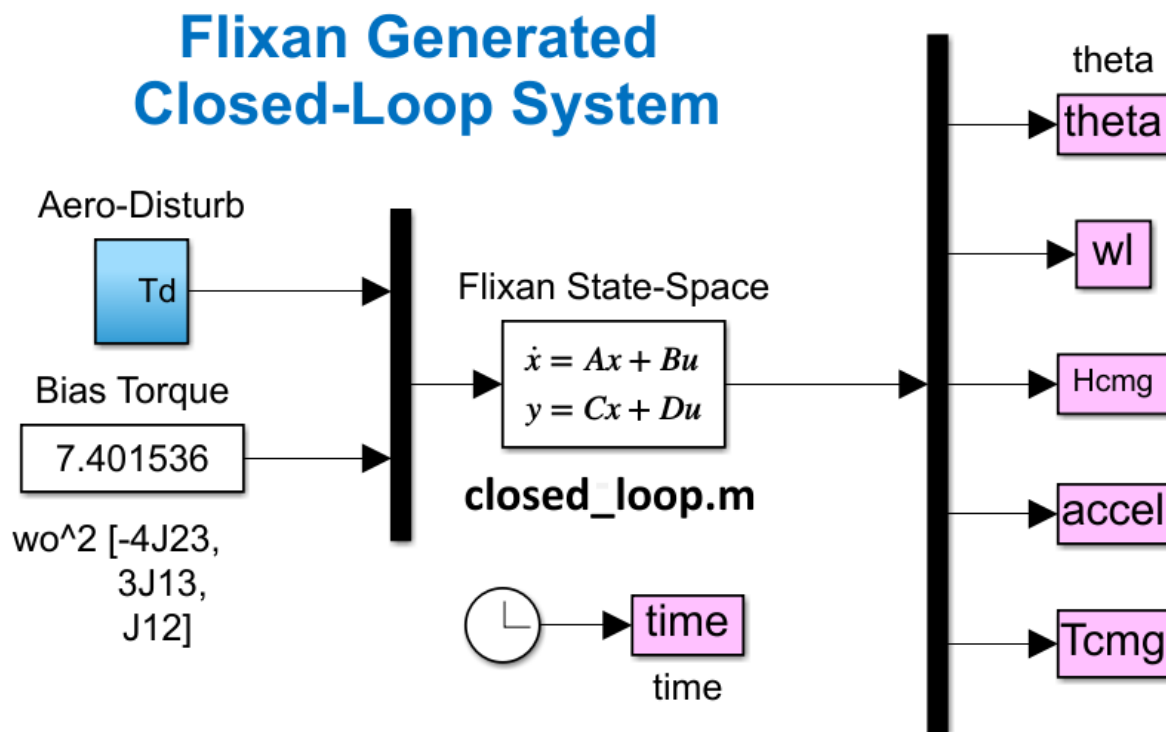 Flixan Generated
Closed-Loop System
theta
theta
Aero-Disturb
Td
wl
Flixan State-Space
ẋ = Ax + Bu
y = Cx + Du
Bias Torque
7.401536
Hcmg
closed_loop.m
accel
wo^2 [-4J23,
3J13,
J12]
time
time
Tcmg